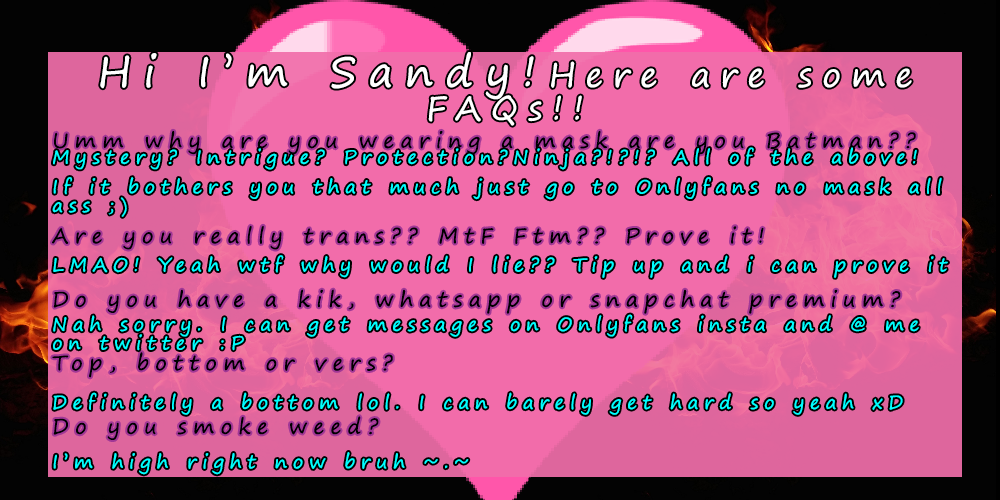 Hi I'm Sandy! Here are some
FAQs!!
Umm why are you wearing a mask are you Batman??
Mystery? Intrigue? Protection?Ninja?!?!? All of the above!
If it bothers you that much just go to Onlyfans no mask all
ass ;)
Are you really trans?? MtF Ftm?? Prove it!
LMAO! Yeah wtf why would I lie?? Tip up and i can prove it
Do you have a kik, whatsapp or snapchat premium?
Nah sorry. I can get messages on Onlyfans insta and @ me
on twitter :P
Top, bottom or vers?
Definitely a bottom lol. I can barely get hard so yeah xD
Do you smoke weed?
I'm high right now bruh ~.~